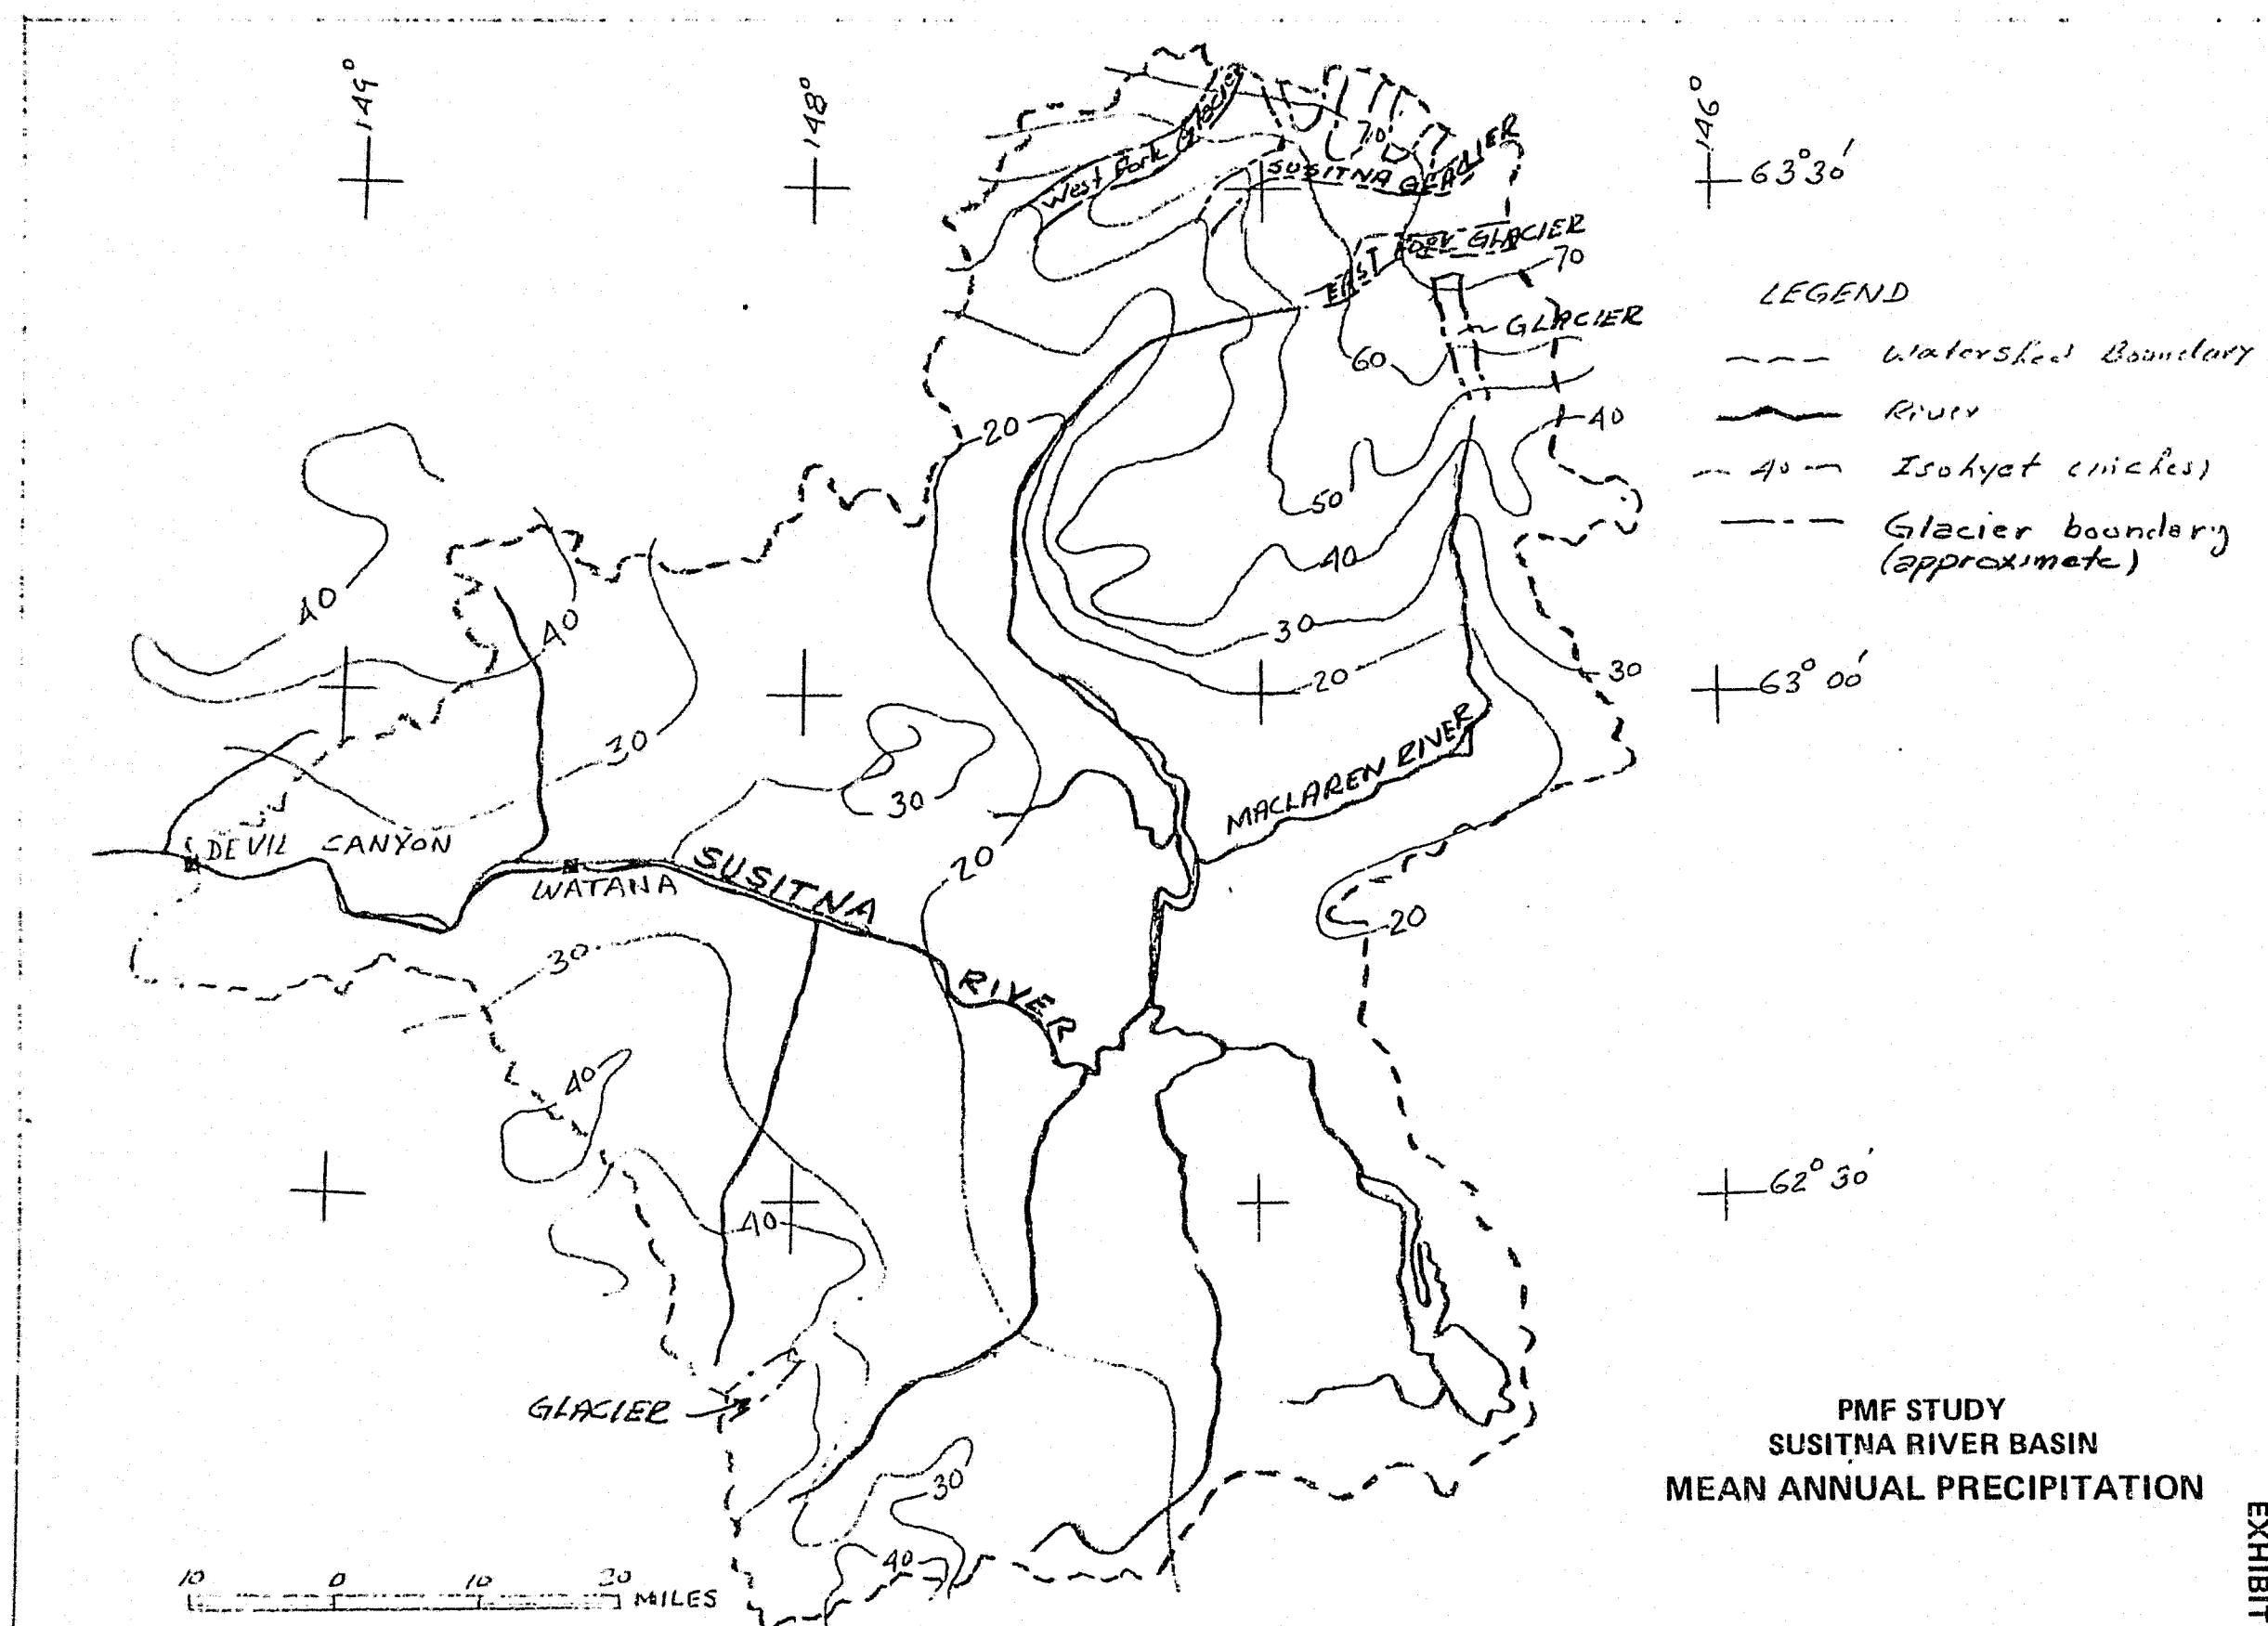 149°
148°
146°
63°30'
West Fork Glacier
70
SUSITNA GLACIER
EAST FORK GLACIER
70
LEGEND
GLACIER
Watershed Boundary
60
River
20
40
40 Isohyet (inches)
50
Glacier boundary
(approximate)
40
40
40
30
20
30
63° 00'
30
30
MACLAREN RIVER
DEVIL CANYON
WATANA
SUSITNA
RIVER
20
20
30
40
40
62° 30'
GLACIER
30
40
PMF STUDY
SUSITNA RIVER BASIN
MEAN ANNUAL PRECIPITATION
EXHIBIT
10 0 10 20 MILES